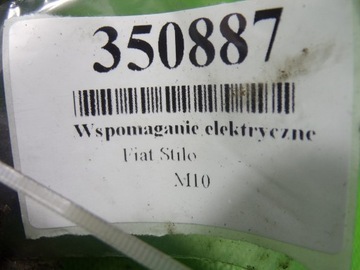 350887
Wspomaganie elektryczne
Fiat Stilo
M10